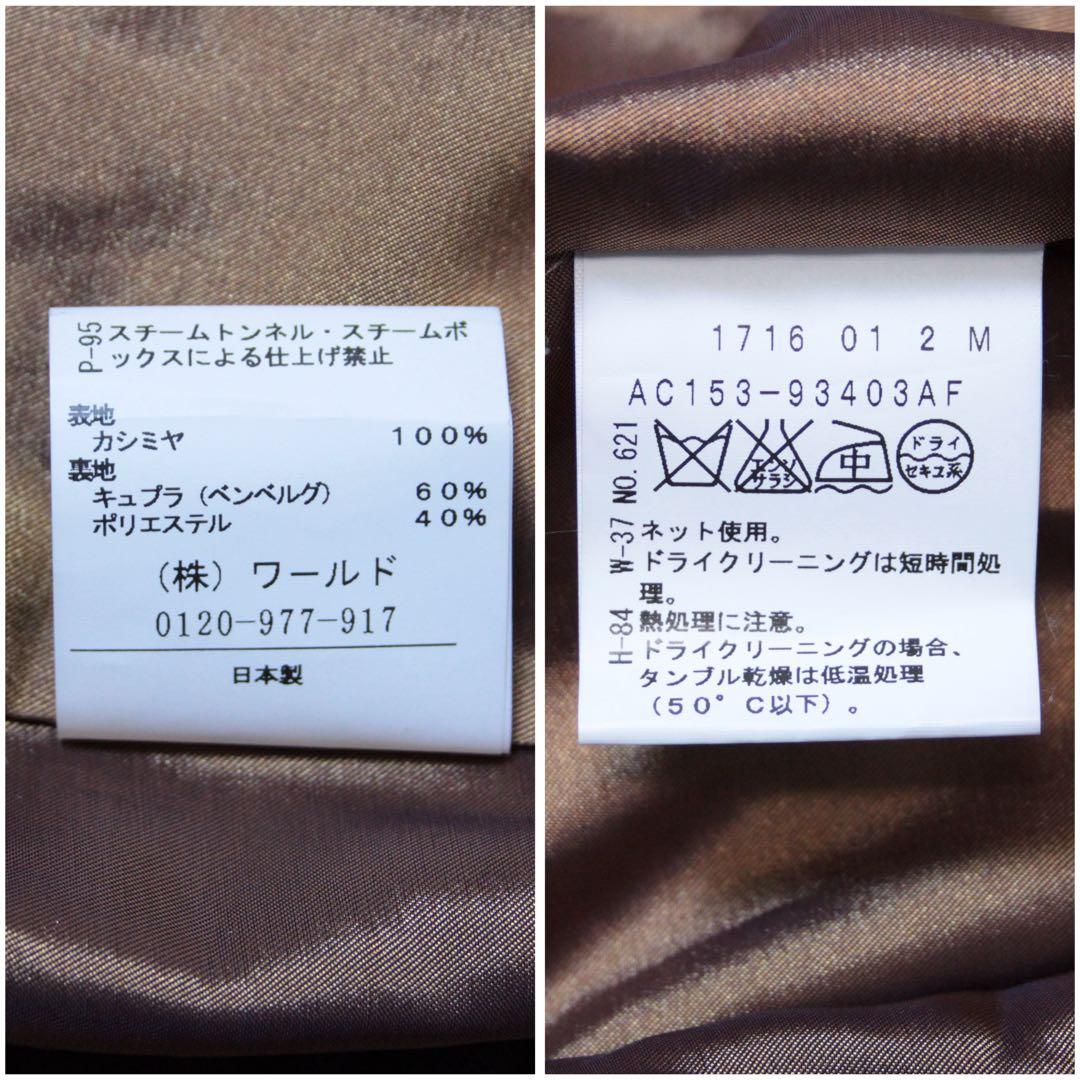 P-95
スチームトンネル・スチームボ
ックスによる仕上げ禁止
表地
カシミヤ 100%
裏地
キュプラ（ベンベルグ） 60%
ポリエステル 40%
（株）ワールド
0120-977-917
日本製
1716 01 2 M
AC153-93403AF
NO.621
エンソ
サラシ
中
ドライ
セキユ系
W-37
ネット使用。
ドライクリーニングは短時間処
理。
H-84
熱処理に注意。
ドライクリーニングの場合、
タンブル乾燥は低温処理
（50°C以下）。